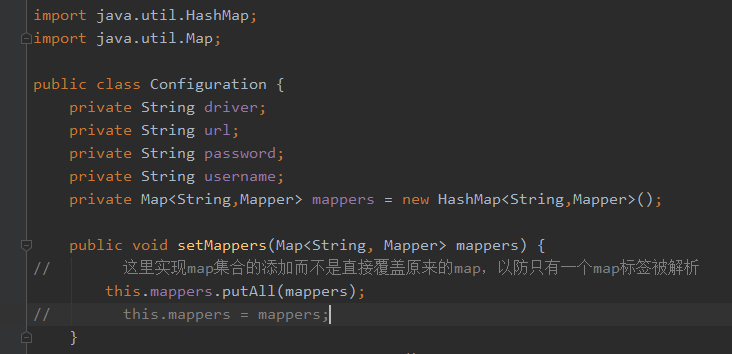 import java.util.HashMap;
import java.util.Map;
public class Configuration {
private String driver;
private String url;
private String password;
private String username;
private Map<String,Mapper> mappers = new HashMap<String,Mapper>();
public void setMappers(Map<String, Mapper> mappers) {
// 这里实现map集合的添加而不是直接覆盖原来的map，以防只有一个map标签被解析
this.mappers.putAll(mappers);
// this.mappers = mappers;
}